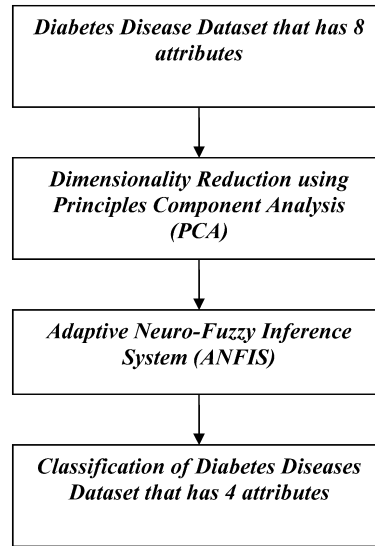 Diabetes Disease Dataset that has 8
attributes
Dimensionality Reduction using
Principles Component Analysis
(PCA)
Adaptive Neuro-Fuzzy Inference
System (ANFIS)
Classification of Diabetes Diseases
Dataset that has 4 attributes